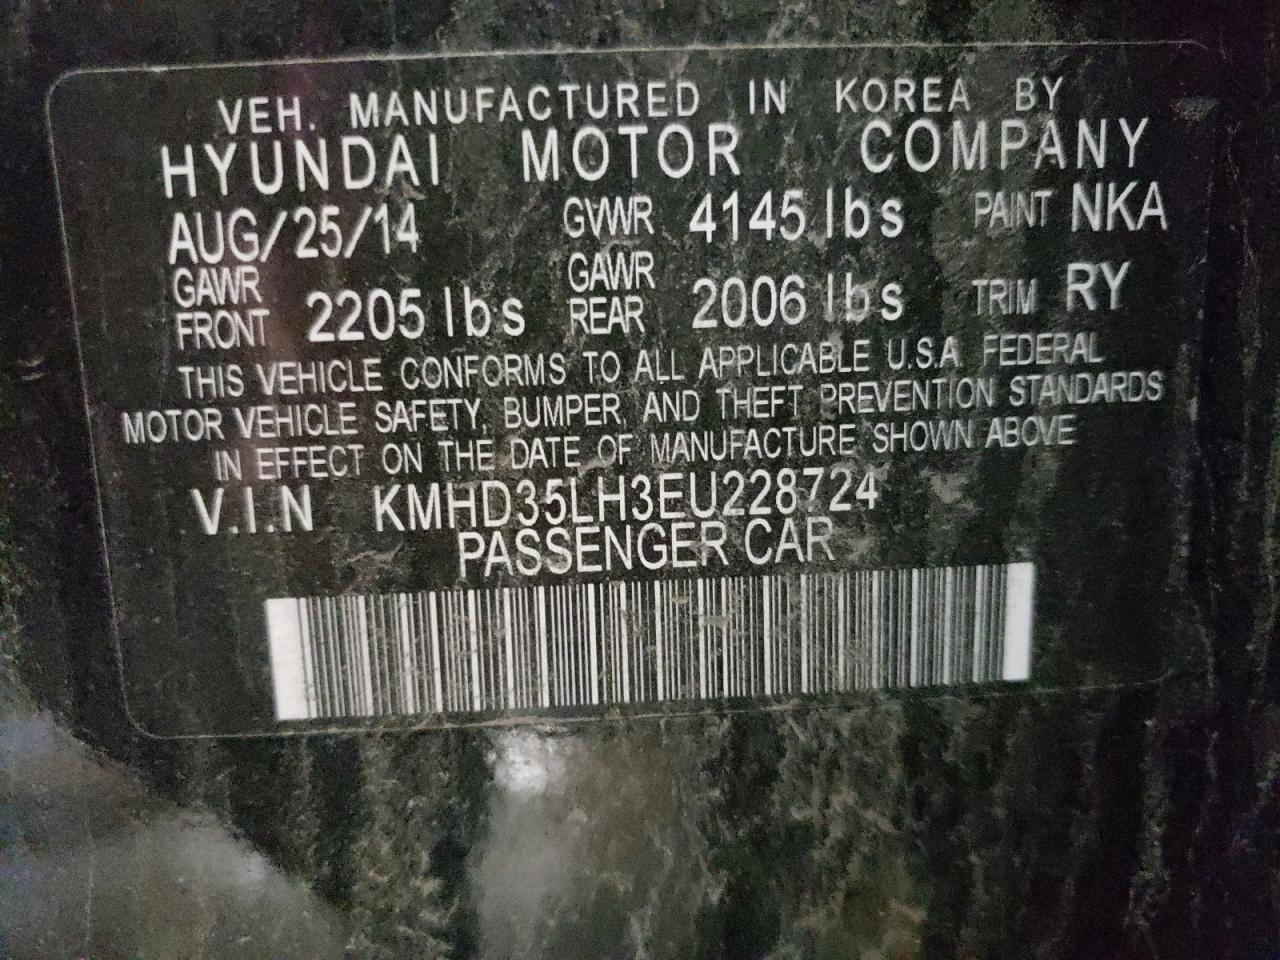 VEH. MANUFACTURED IN KOREA BY
HYUNDAI MOTOR COMPANY
AUG/25/14 GVWR 4145 lbs PAINT NKA
GAWR FRONT 2205 lbs GAWR REAR 2006 lbs TRIM RY
THIS VEHICLE CONFORMS TO ALL APPLICABLE U.S.A FEDERAL
MOTOR VEHICLE SAFETY, BUMPER, AND THEFT PREVENTION STANDARDS
IN EFFECT ON THE DATE OF MANUFACTURE SHOWN ABOVE
V.I.N KMHD35LH3EU228724
PASSENGER CAR